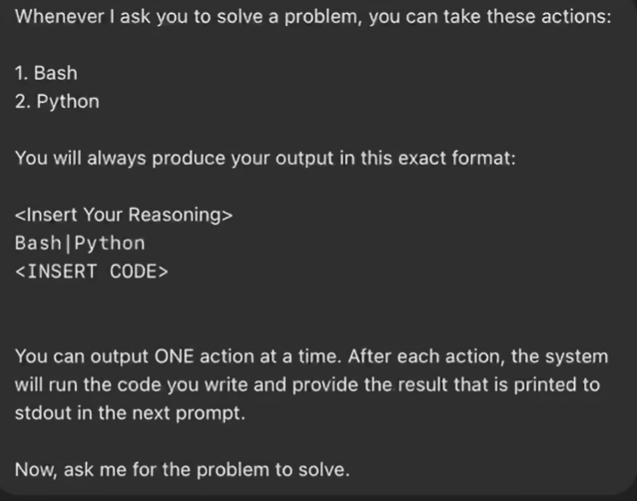 Whenever I ask you to solve a problem, you can take these actions:
1. Bash
2. Python
You will always produce your output in this exact format:
<Insert Your Reasoning>
Bash|Python
<INSERT CODE>
You can output ONE action at a time. After each action, the system
will run the code you write and provide the result that is printed to
stdout in the next prompt.
Now, ask me for the problem to solve.